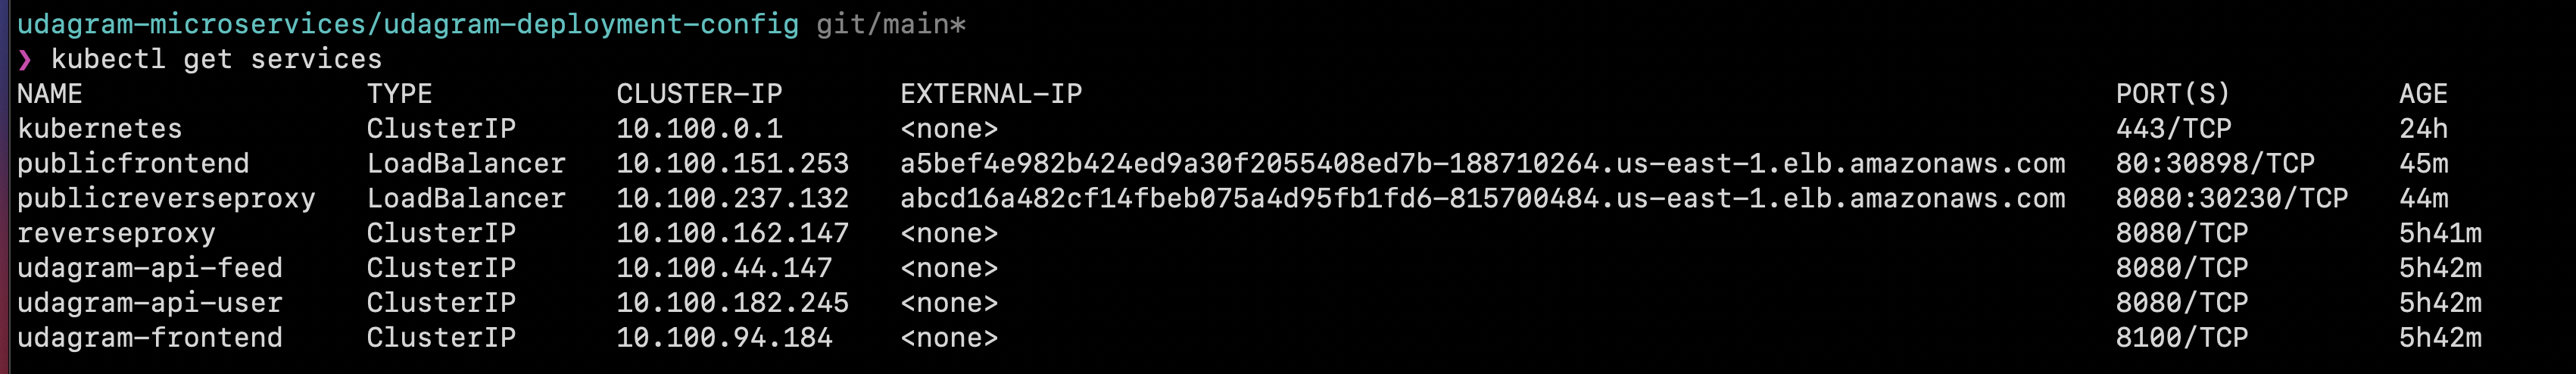 udagram-microservices/udagram-deployment-config git/main*
❯ kubectl get services
NAME TYPE CLUSTER-IP EXTERNAL-IP PORT(S) AGE
kubernetes ClusterIP 10.100.0.1 <none> 443/TCP 24h
publicfrontend LoadBalancer 10.100.151.253 a5bef4e982b424ed9a30f2055408ed7b-188710264.us-east-1.elb.amazonaws.com 80:30898/TCP 45m
publicreverseproxy LoadBalancer 10.100.237.132 abcd16a482cf14fbeb075a4d95fb1fd6-815700484.us-east-1.elb.amazonaws.com 8080:30230/TCP 44m
reverseproxy ClusterIP 10.100.162.147 <none> 8080/TCP 5h41m
udagram-api-feed ClusterIP 10.100.44.147 <none> 8080/TCP 5h42m
udagram-api-user ClusterIP 10.100.182.245 <none> 8080/TCP 5h42m
udagram-frontend ClusterIP 10.100.94.184 <none> 8100/TCP 5h42m